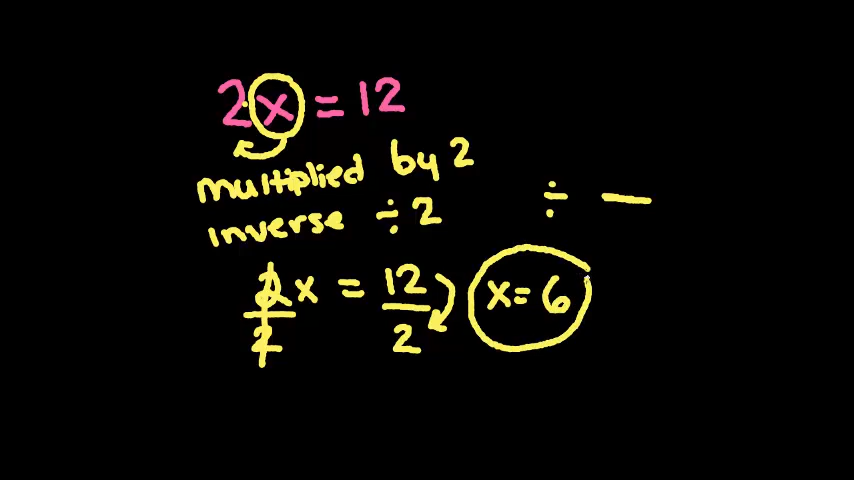 2x = 12
multiplied by 2
inverse ÷ 2
÷ —
2x = 12 x = 6
2 2